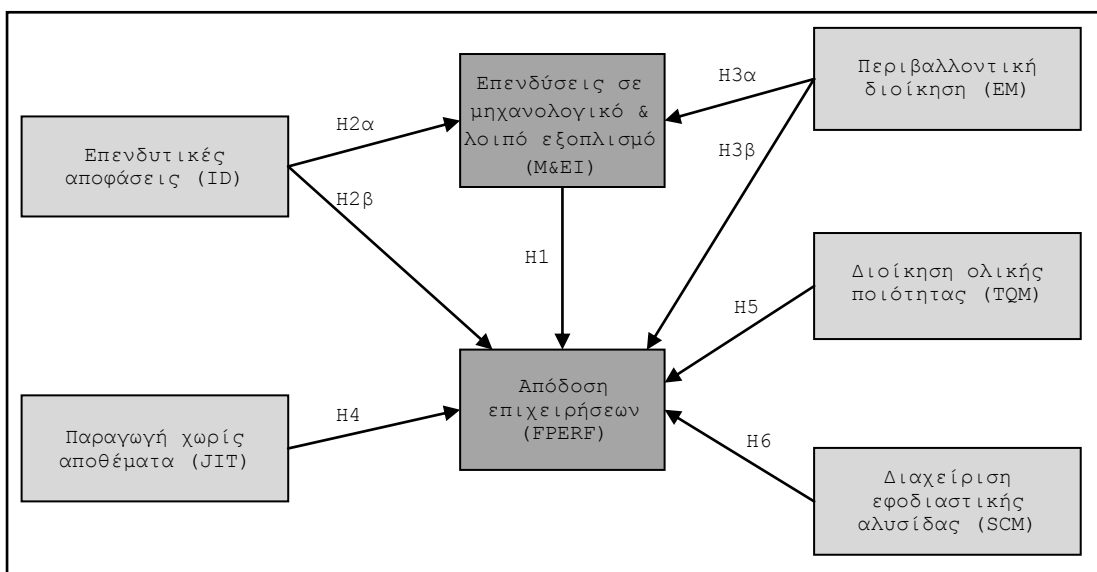 Επενδύσεις σε
μηχανολογικό &
λοιπό εξοπλισμό
(M&EI)
Περιβαλλοντική
διοίκηση (EM)
Επενδυτικές
αποφάσεις (ID)
H2α
H3α
H3β
H2β
H1
Διοίκηση ολικής
ποιότητας (TQM)
H5
Απόδοση
επιχειρήσεων
(FPERF)
Παραγωγή χωρίς
αποθέματα (JIT)
H4
H6
Διαχείριση
εφοδιαστικής
αλυσίδας (SCM)